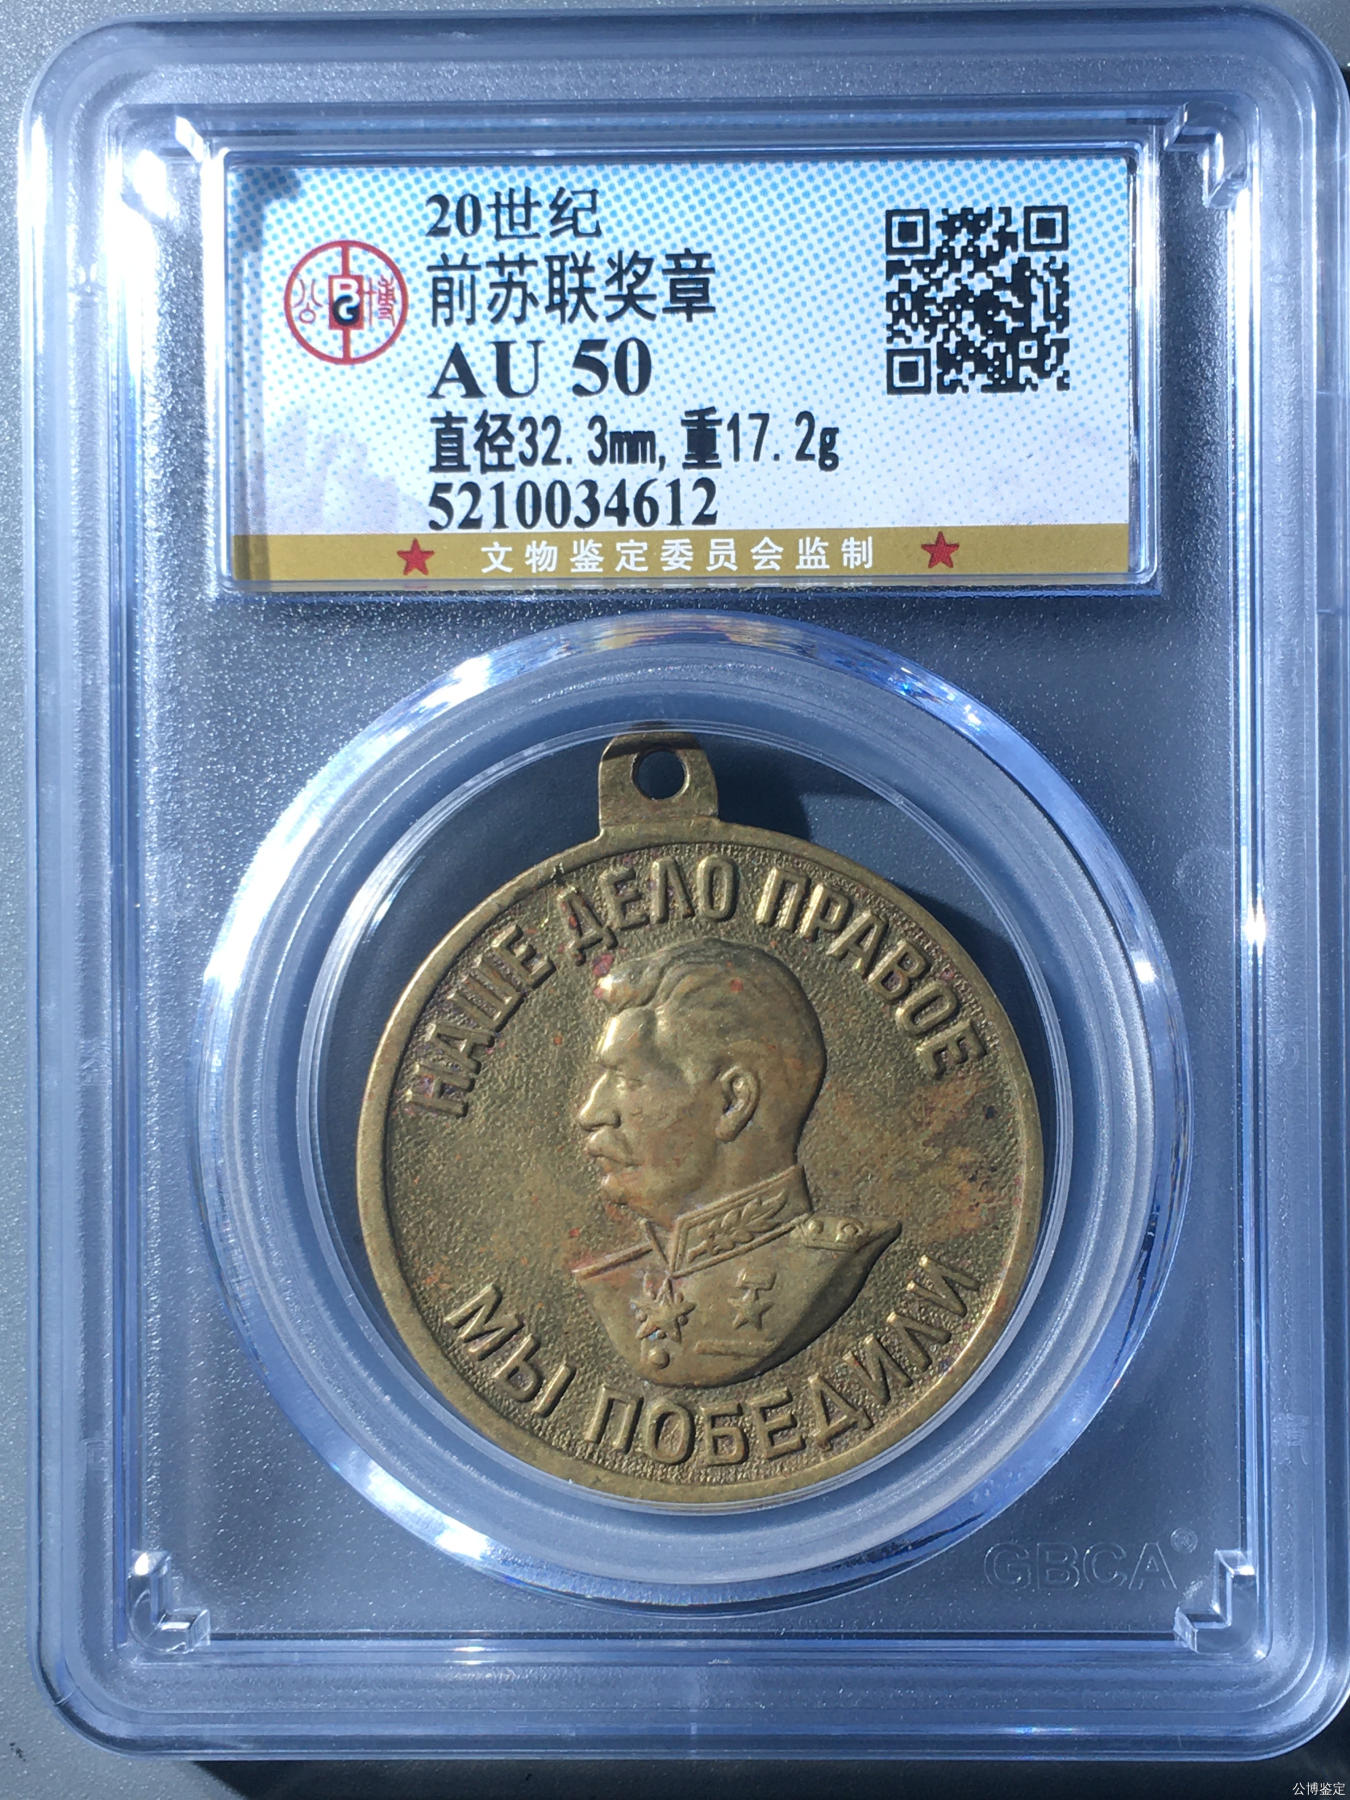 20世纪
前苏联奖章
公 博
AU 50
直径32.3mm,重17.2g
5210034612
文物鉴定委员会监制
НАШЕ ДЕЛО ПРАВОЕ
МЫ ПОБЕДИЛИ
GBCA®
公博鉴定